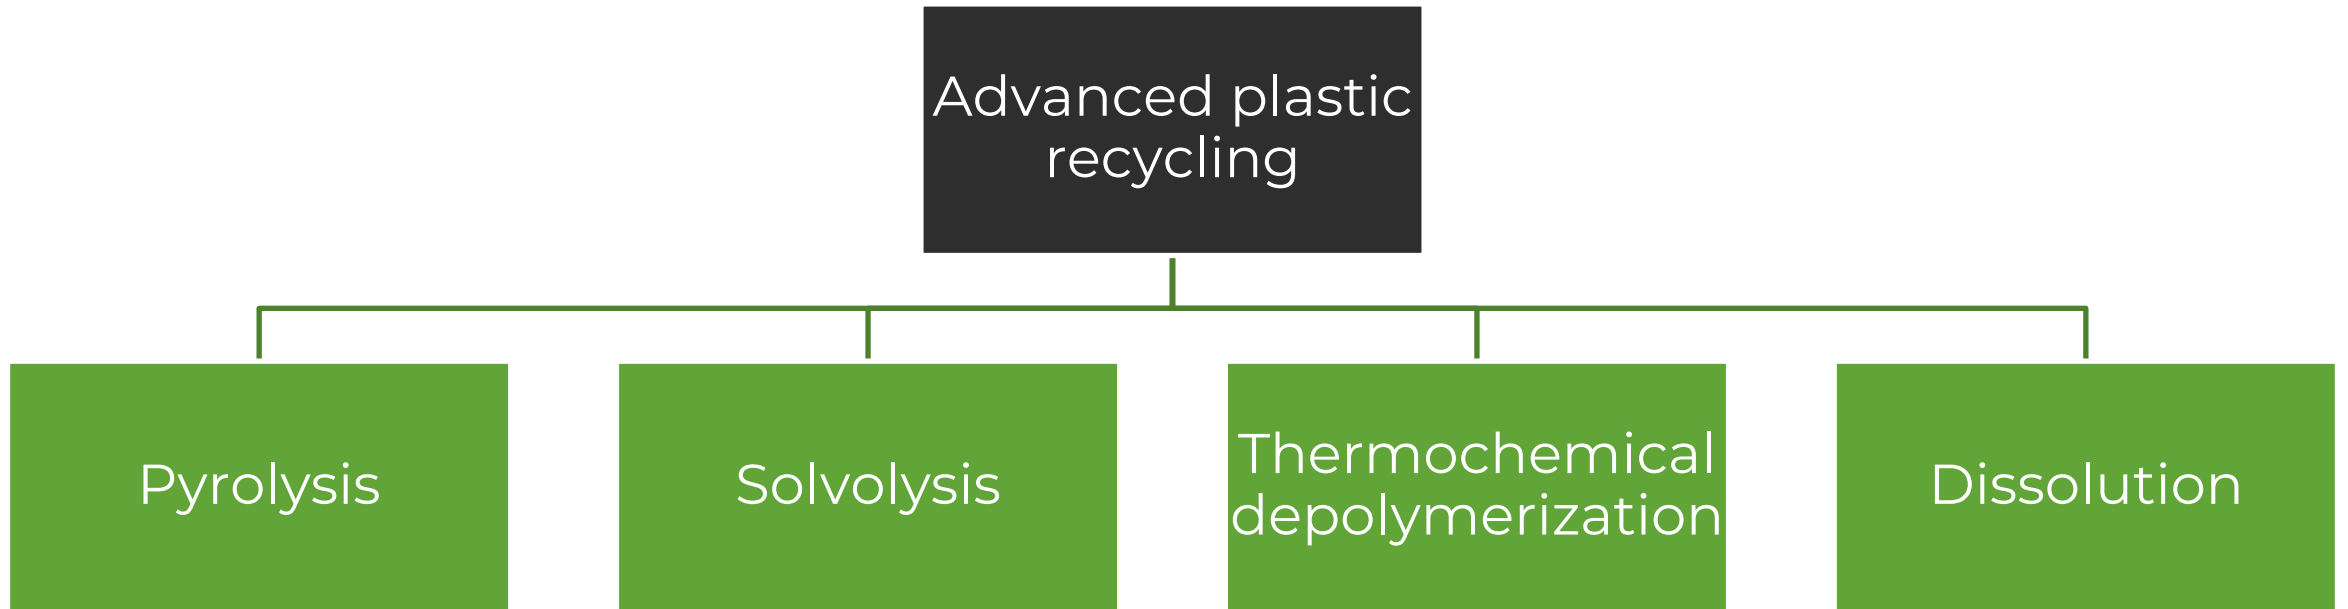 Advanced plastic
recycling
Pyrolysis
Solvolysis
Thermochemical
depolymerization
Dissolution